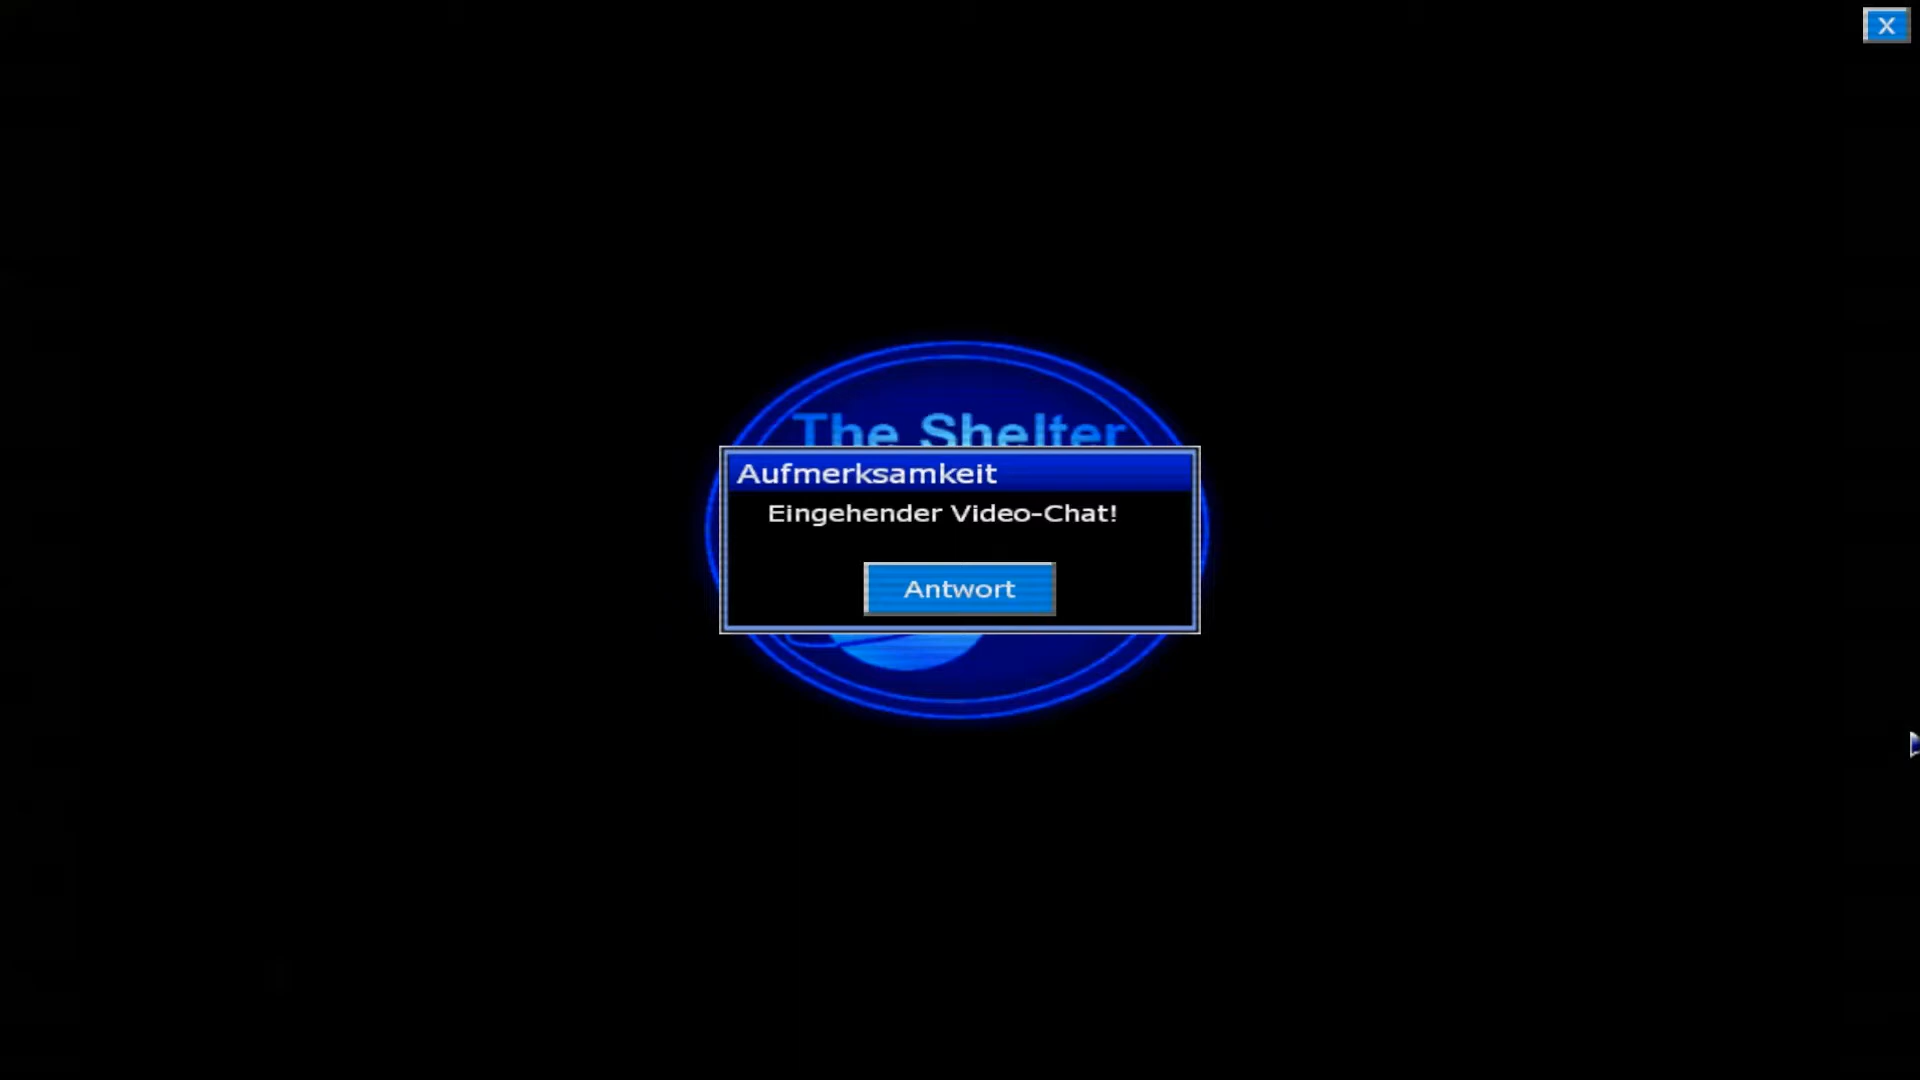 X
The Shelter
Aufmerksamkeit
Eingehender Video-Chat!
Antwort